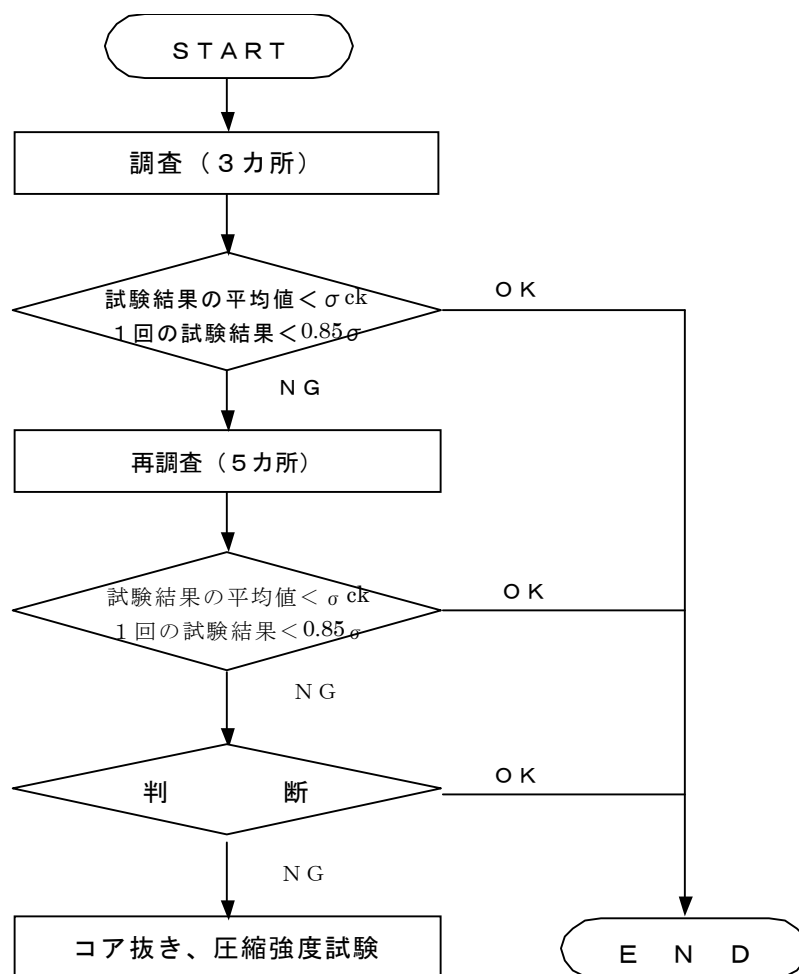 ＳＴＡＲＴ
調査（３カ所）
試験結果の平均値＜σck
１回の試験結果＜0.85σ
ＯＫ
ＮＧ
再調査（５カ所）
試験結果の平均値＜σck
１回の試験結果＜0.85σ
ＯＫ
ＮＧ
判　断
ＯＫ
ＮＧ
コア抜き、圧縮強度試験
Ｅ　Ｎ　Ｄ